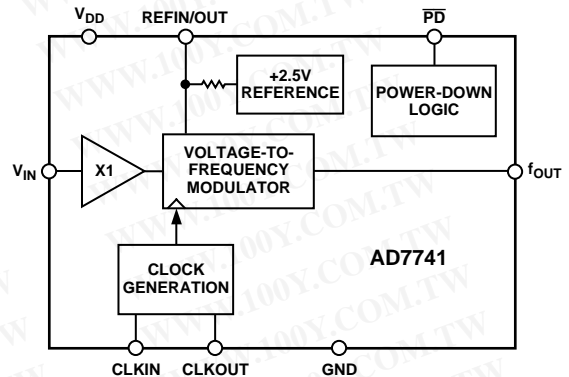 VDD REFIN/OUT PD
+2.5V
REFERENCE
POWER-DOWN
LOGIC
VIN
X1
VOLTAGE-TO-
FREQUENCY
MODULATOR
fOUT
CLOCK
GENERATION
AD7741
CLKIN CLKOUT GND
WWW.100Y.COM.TW